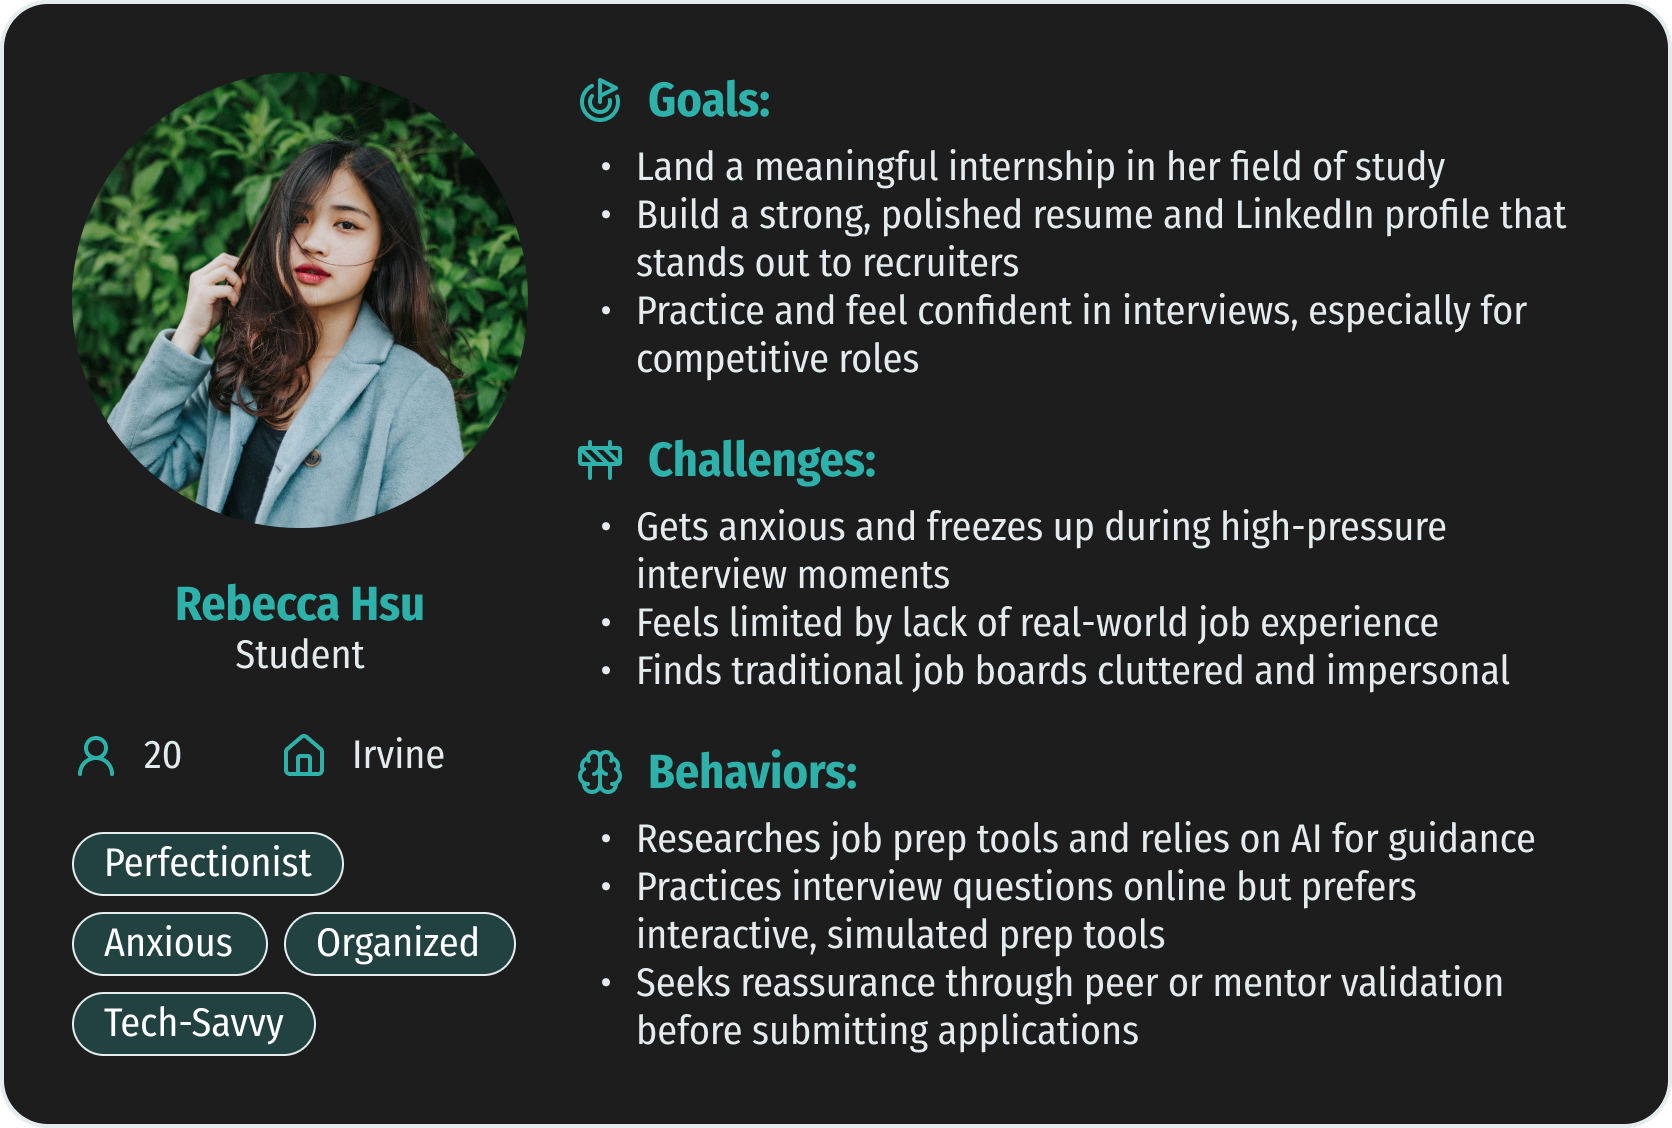 Rebecca Hsu
Student
20
Irvine
Perfectionist
Anxious
Organized
Tech-Savvy
Goals:
• Land a meaningful internship in her field of study
• Build a strong, polished resume and LinkedIn profile that
stands out to recruiters
• Practice and feel confident in interviews, especially for
competitive roles
Challenges:
• Gets anxious and freezes up during high-pressure
interview moments
• Feels limited by lack of real-world job experience
• Finds traditional job boards cluttered and impersonal
Behaviors:
• Researches job prep tools and relies on AI for guidance
• Practices interview questions online but prefers
interactive, simulated prep tools
• Seeks reassurance through peer or mentor validation
before submitting applications